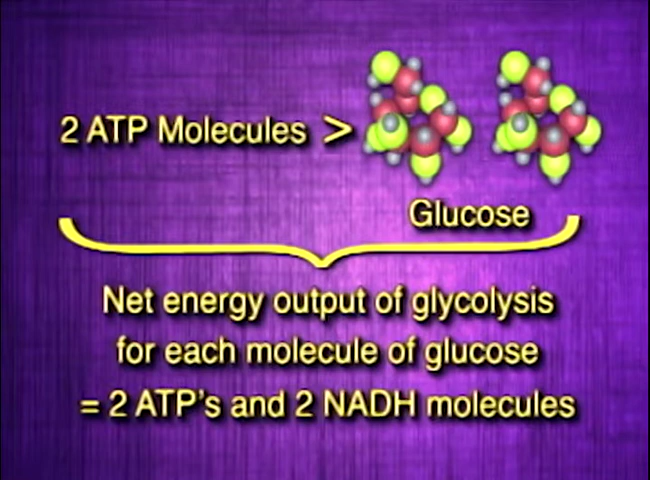 2 ATP Molecules >
Glucose
Net energy output of glycolysis
for each molecule of glucose
= 2 ATP's and 2 NADH molecules